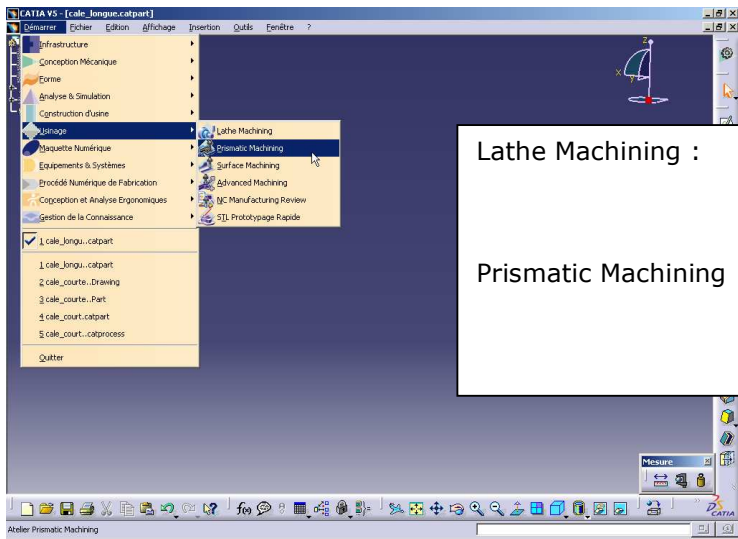 CATIA V5 - [cale_longue.catpart]
Démarrer Fichier Edition Affichage Insertion Outils Fenêtre ?
Infrastructure
Conception Mécanique
Forme
Analyse & Simulation
Construction d'usine
Usinage
Maquette Numérique
Equipements & Systèmes
Procédé Numérique de Fabrication
Conception et Analyse Ergonomiques
Gestion de la Connaissance
1 cale_longu..catpart
1 cale_longu..catpart
2 cale_courte..Drawing
3 cale_courte..Part
4 cale_court.catpart
5 cale_court..catprocess
Quitter
Lathe Machining
Prismatic Machining
Surface Machining
Advanced Machining
NC Manufacturing Review
STL Prototypage Rapide
z
x
y
Lathe Machining :
Prismatic Machining
Mesure
f(x)
CATIA
Atelier Prismatic Machining